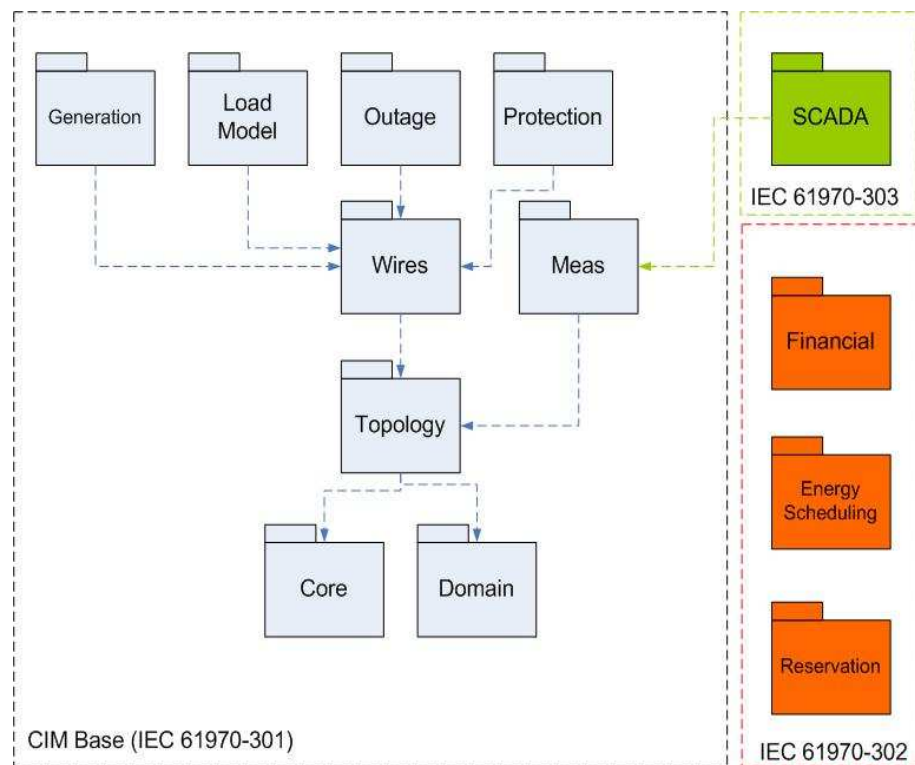 Generation
Load
Model
Outage
Protection
SCADA
IEC 61970-303
Wires
Meas
Financial
Topology
Energy
Scheduling
Core
Domain
Reservation
CIM Base (IEC 61970-301)
IEC 61970-302